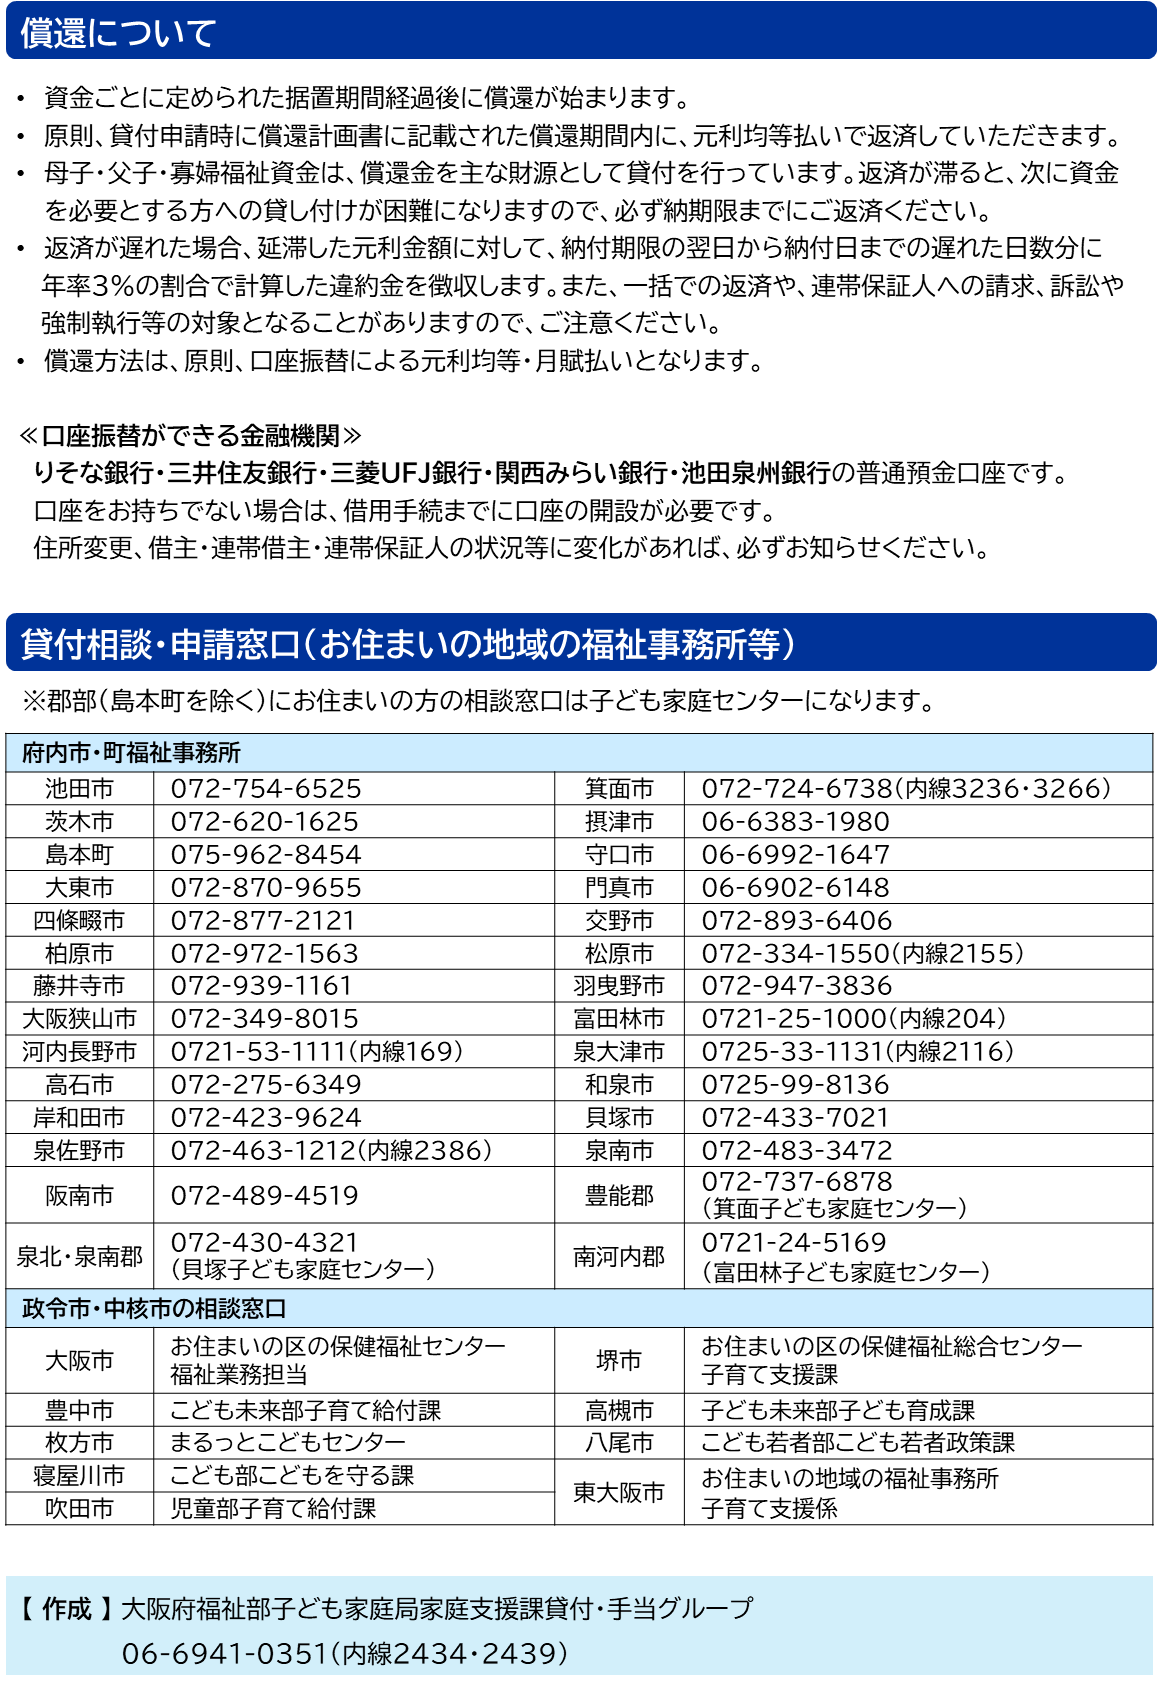 償還について
・ 資金ごとに定められた据置期間経過後に償還が始まります。
・ 原則、貸付申請時に償還計画書に記載された償還期間内に、元利均等払いで返済していただきます。
・ 母子・父子・寡婦福祉資金は、償還金を主な財源として貸付を行っています。返済が滞ると、次に資金
を必要とする方への貸し付けが困難になりますので、必ず納期限までにご返済ください。
・ 返済が遅れた場合、延滞した元利金額に対して、納付期限の翌日から納付日までの遅れた日数分に
年率3%の割合で計算した違約金を徴収します。また、一括での返済や、連帯保証人への請求、訴訟や
強制執行等の対象となることがありますので、ご注意ください。
・ 償還方法は、原則、口座振替による元利均等・月賦払いとなります。
≪口座振替ができる金融機関≫
りそな銀行・三井住友銀行・三菱UFJ銀行・関西みらい銀行・池田泉州銀行の普通預金口座です。
口座をお持ちでない場合は、借用手続までに口座の開設が必要です。
住所変更、借主・連帯借主・連帯保証人の状況等に変化があれば、必ずお知らせください。
貸付相談・申請窓口（お住まいの地域の福祉事務所等）
※郡部（島本町を除く）にお住まいの方の相談窓口は子ども家庭センターになります。
府内市・町福祉事務所
池田市 072-754-6525 箕面市 072-724-6738（内線3236・3266）
茨木市 072-620-1625 摂津市 06-6383-1980
島本町 075-962-8454 守口市 06-6992-1647
大東市 072-870-9655 門真市 06-6902-6148
四條畷市 072-877-2121 交野市 072-893-6406
柏原市 072-972-1563 松原市 072-334-1550（内線2155）
藤井寺市 072-939-1161 羽曳野市 072-947-3836
大阪狭山市 072-349-8015 富田林市 0721-25-1000（内線204）
河内長野市 0721-53-1111（内線169） 泉大津市 0725-33-1131（内線2116）
高石市 072-275-6349 和泉市 0725-99-8136
岸和田市 072-423-9624 貝塚市 072-433-7021
泉佐野市 072-463-1212（内線2386） 泉南市 072-483-3472
阪南市 072-489-4519 豊能郡 072-737-6878
（箕面子ども家庭センター）
泉北・泉南郡 072-430-4321
（貝塚子ども家庭センター） 南河内郡 0721-24-5169
（富田林子ども家庭センター）
政令市・中核市の相談窓口
大阪市 お住まいの区の保健福祉センター
福祉業務担当 堺市 お住まいの区の保健福祉総合センター
子育て支援課
豊中市 こども未来部子育て給付課 高槻市 子ども未来部子ども育成課
枚方市 まるっとこどもセンター 八尾市 こども若者部こども若者政策課
寝屋川市 こども部こどもを守る課 東大阪市 お住まいの地域の福祉事務所
子育て支援係
吹田市 児童部子育て給付課
【 作成 】大阪府福祉部子ども家庭局家庭支援課貸付・手当グループ
06-6941-0351（内線2434・2439）